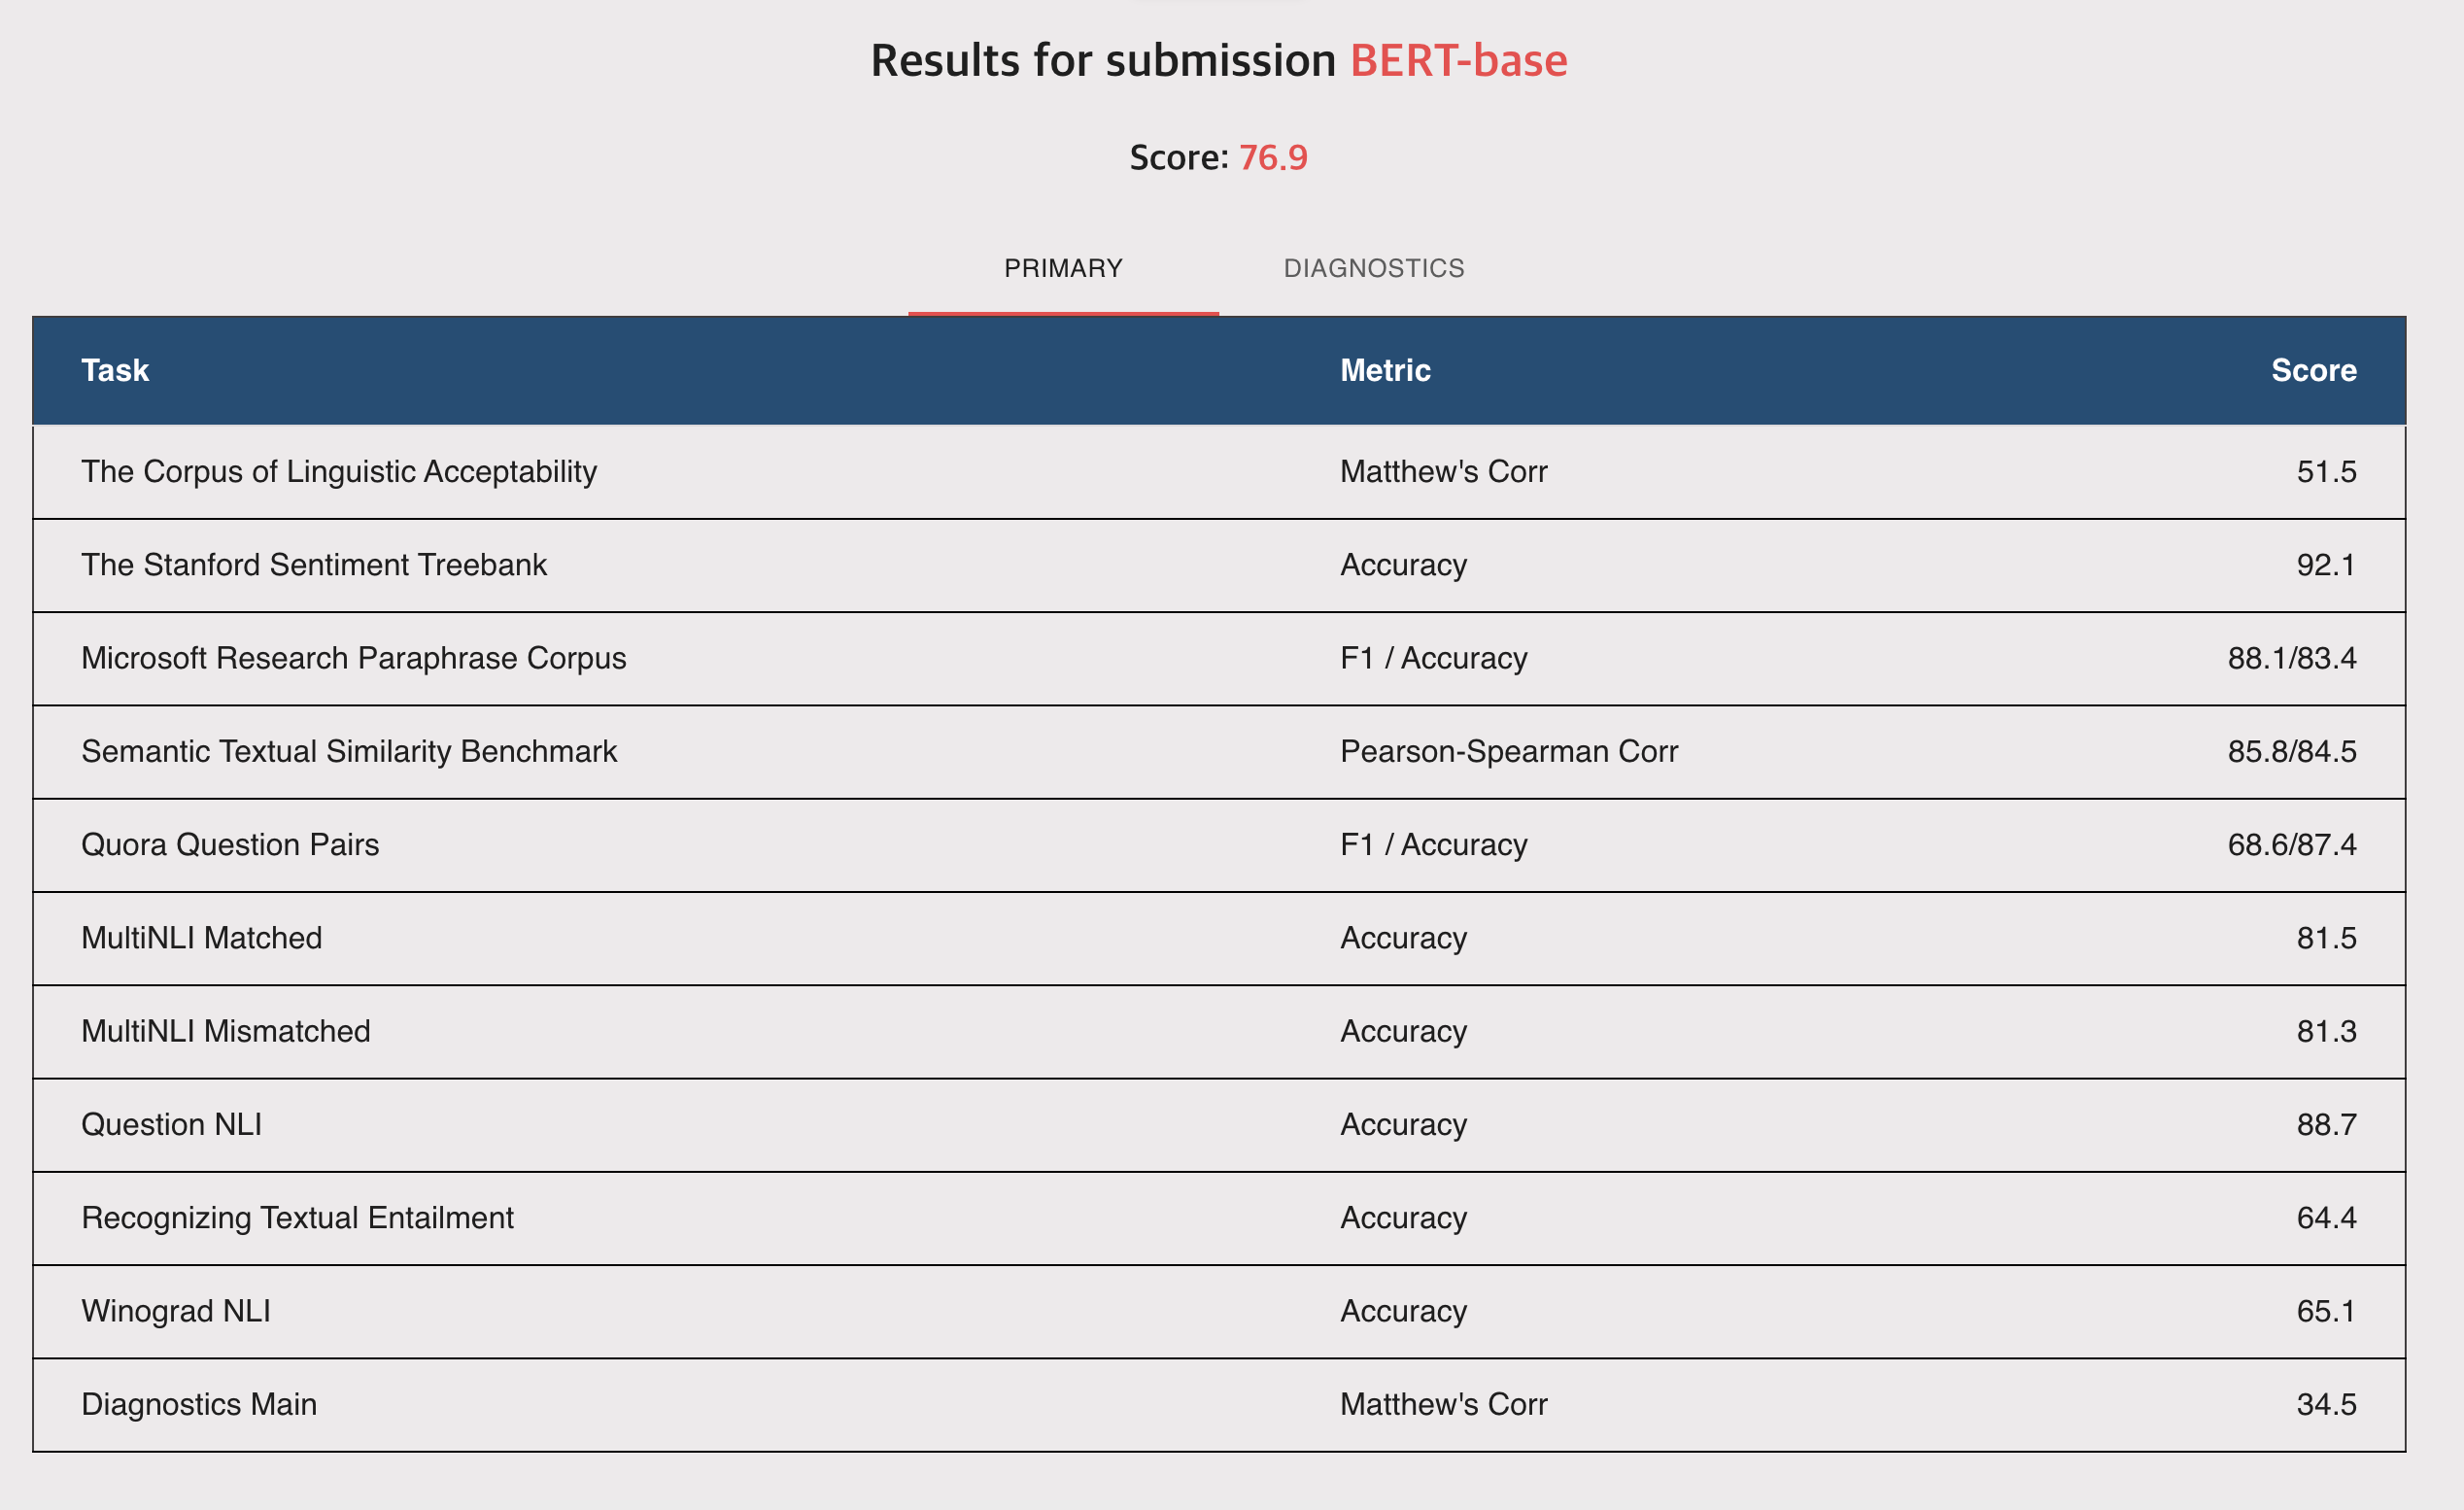 Results for submission BERT-base
Score: 76.9
PRIMARY DIAGNOSTICS
Task Metric Score
The Corpus of Linguistic Acceptability Matthew's Corr 51.5
The Stanford Sentiment Treebank Accuracy 92.1
Microsoft Research Paraphrase Corpus F1 / Accuracy 88.1/83.4
Semantic Textual Similarity Benchmark Pearson-Spearman Corr 85.8/84.5
Quora Question Pairs F1 / Accuracy 68.6/87.4
MultiNLI Matched Accuracy 81.5
MultiNLI Mismatched Accuracy 81.3
Question NLI Accuracy 88.7
Recognizing Textual Entailment Accuracy 64.4
Winograd NLI Accuracy 65.1
Diagnostics Main Matthew's Corr 34.5